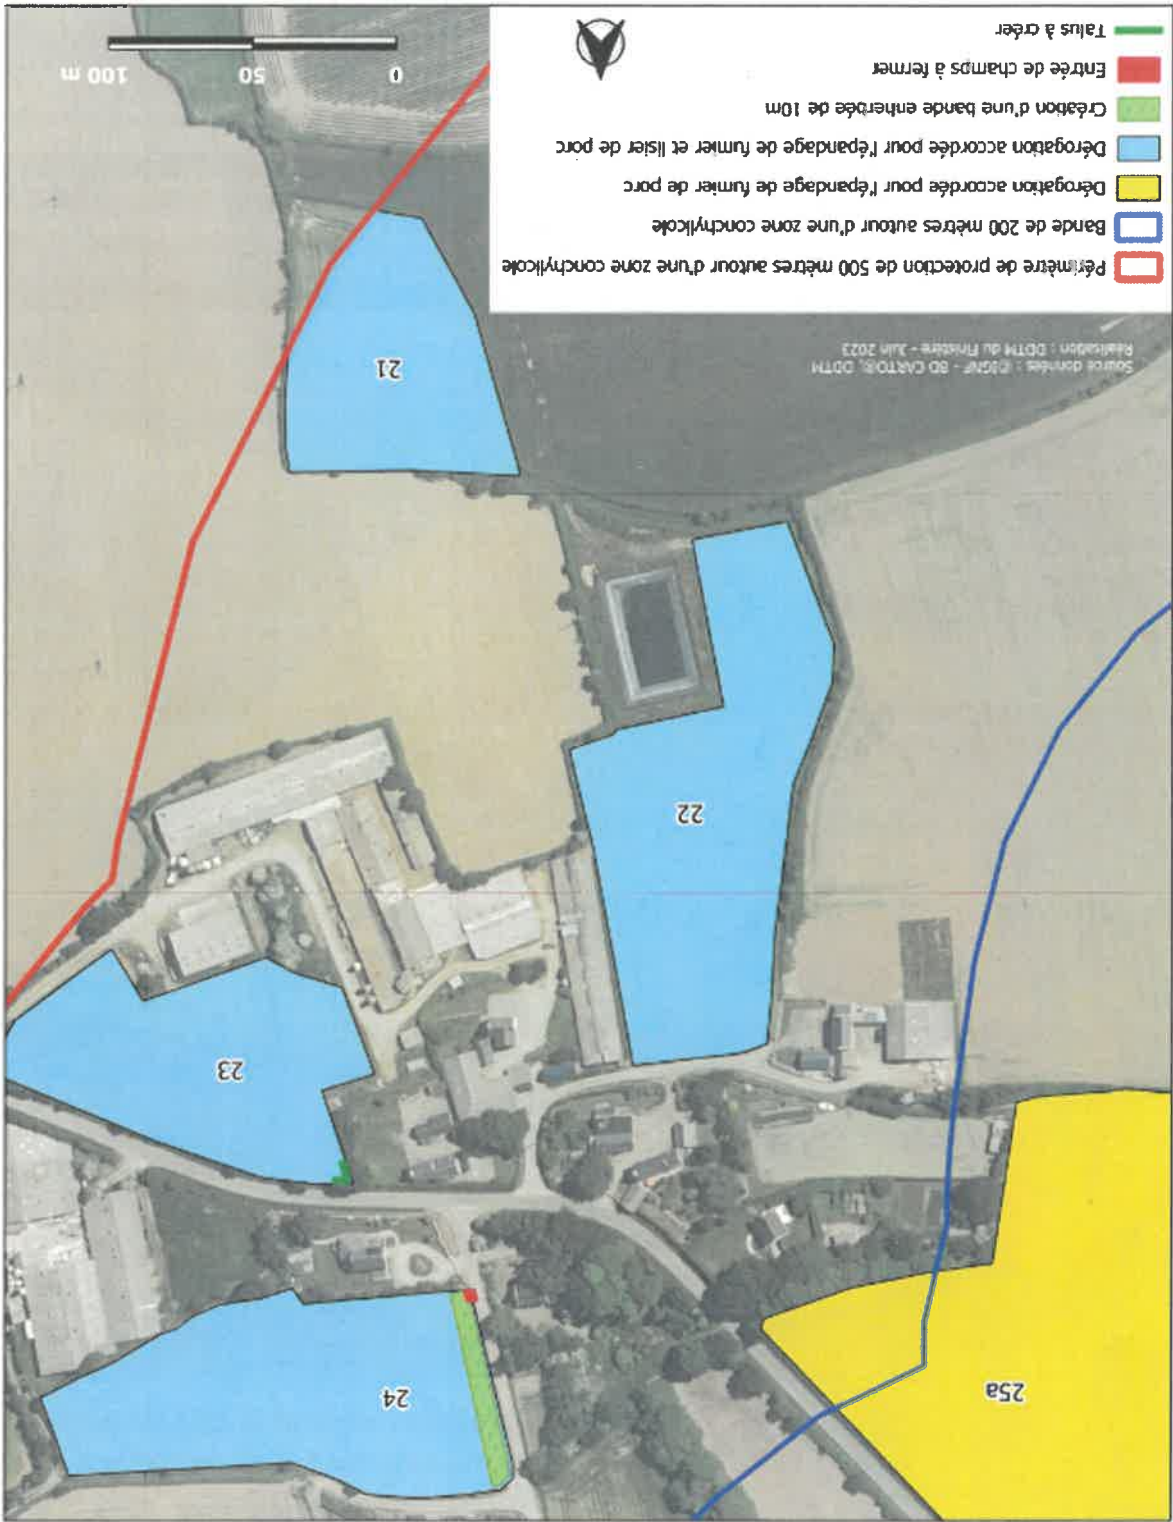 25a
24
23
22
21
Source données : ©IGNF - BD CARTO®, DDTM
Réalisation : DDTM du Finistère - Juin 2023
Périmètre de protection de 500 mètres autour d'une zone conchylicole
Bande de 200 mètres autour d'une zone conchylicole
Dérogation accordée pour l'épandage de fumier de porc
Dérogation accordée pour l'épandage de fumier et lisier de porc
Création d'une bande enherbée de 10m
Entrée de champs à fermer
Talus à créer
0 50 100 m